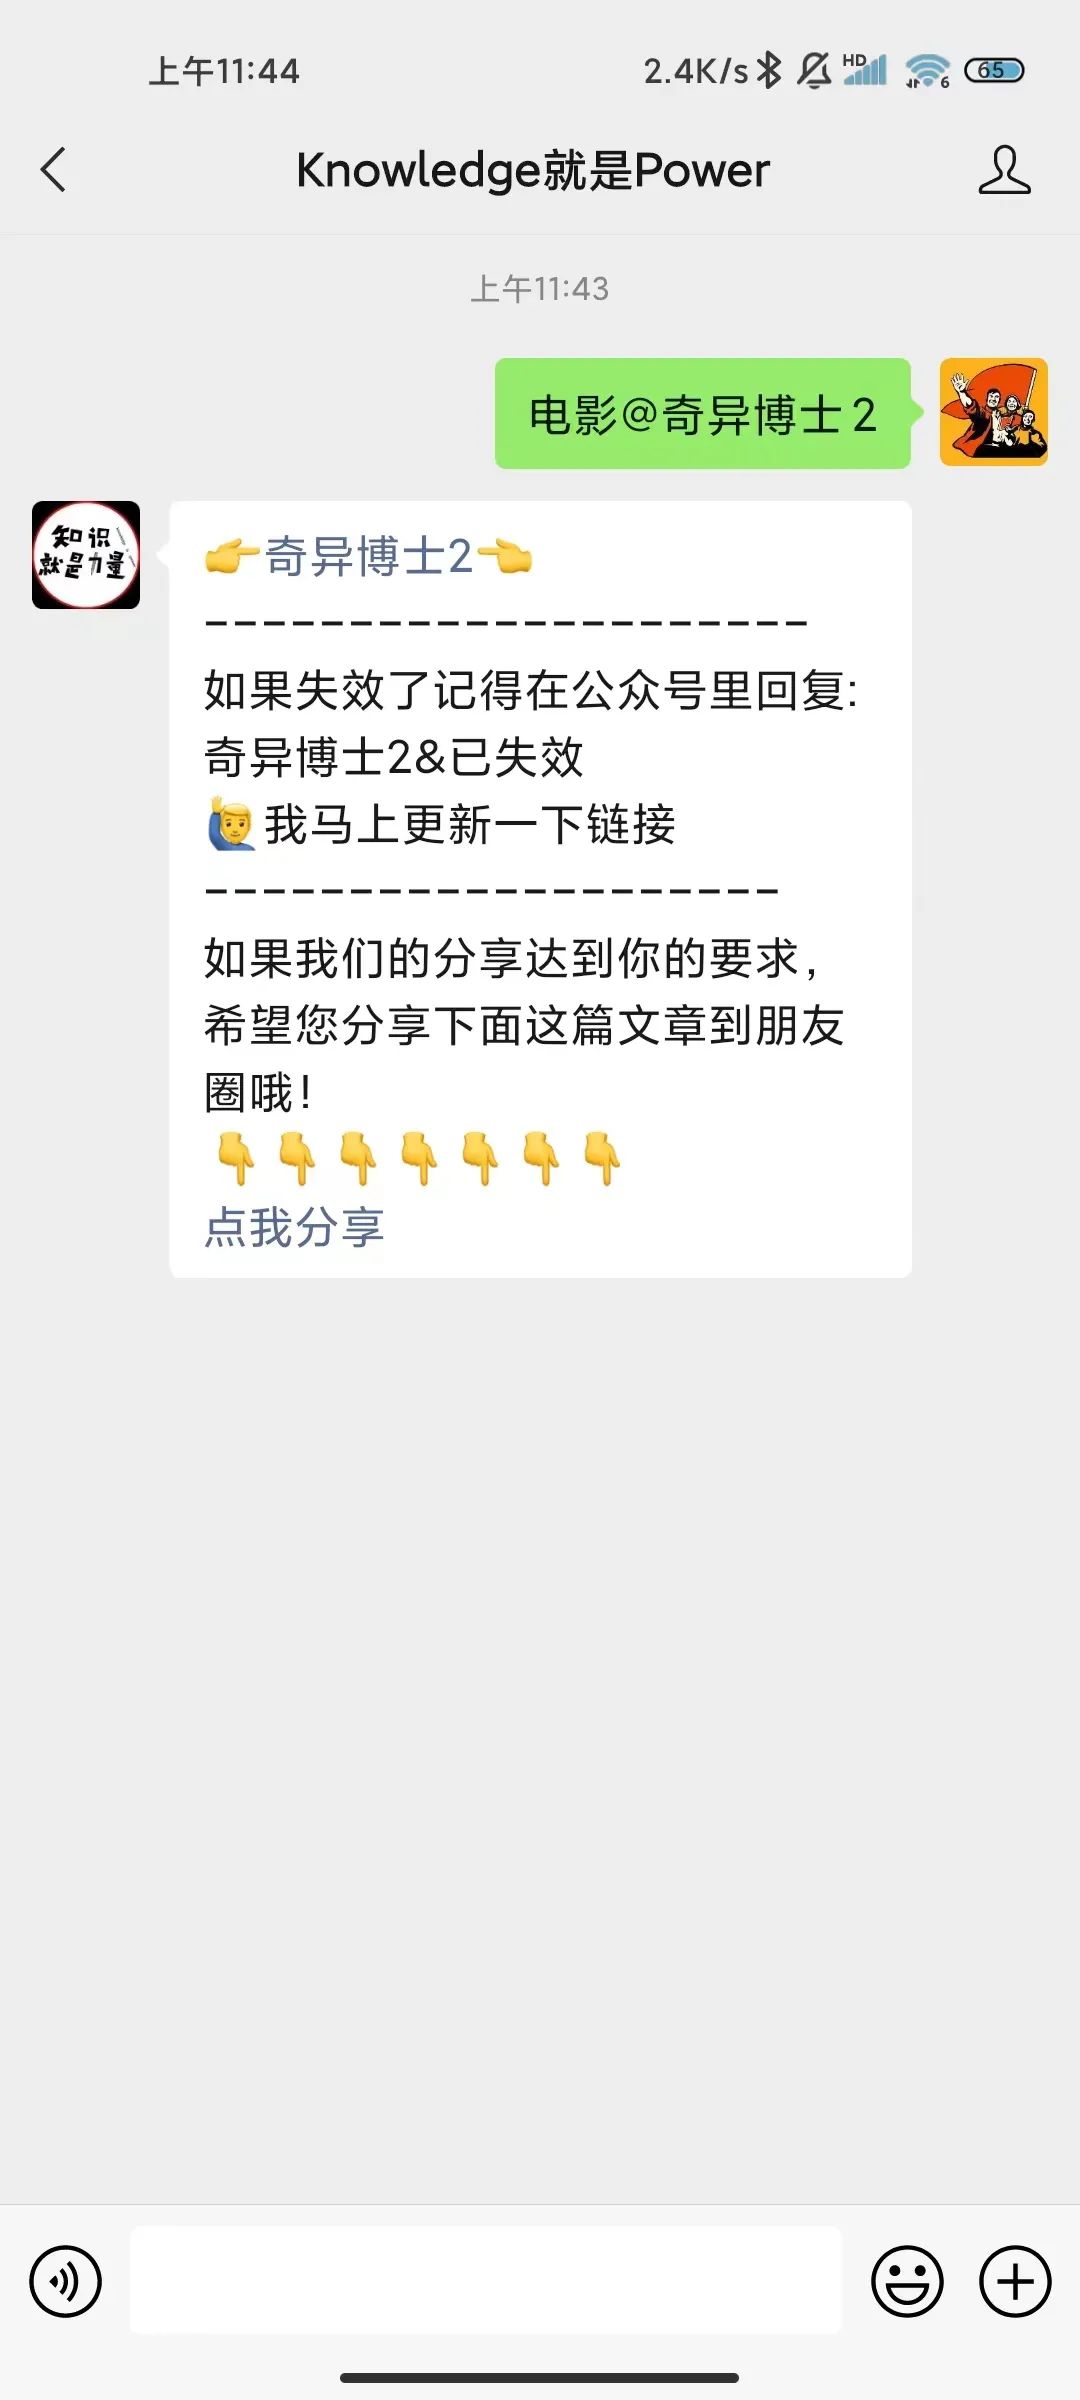 上午11:44
2.4K/s
HD
6
65
Knowledge就是Power
上午11:43
电影@奇异博士2
知识
就是力量
👉奇异博士2👈
---------------------
如果失效了记得在公众号里回复:
奇异博士2&已失效
🙋‍♂️我马上更新一下链接
--------------------
如果我们的分享达到你的要求,
希望您分享下面这篇文章到朋友
圈哦!
👇👇👇👇👇👇👇
点我分享